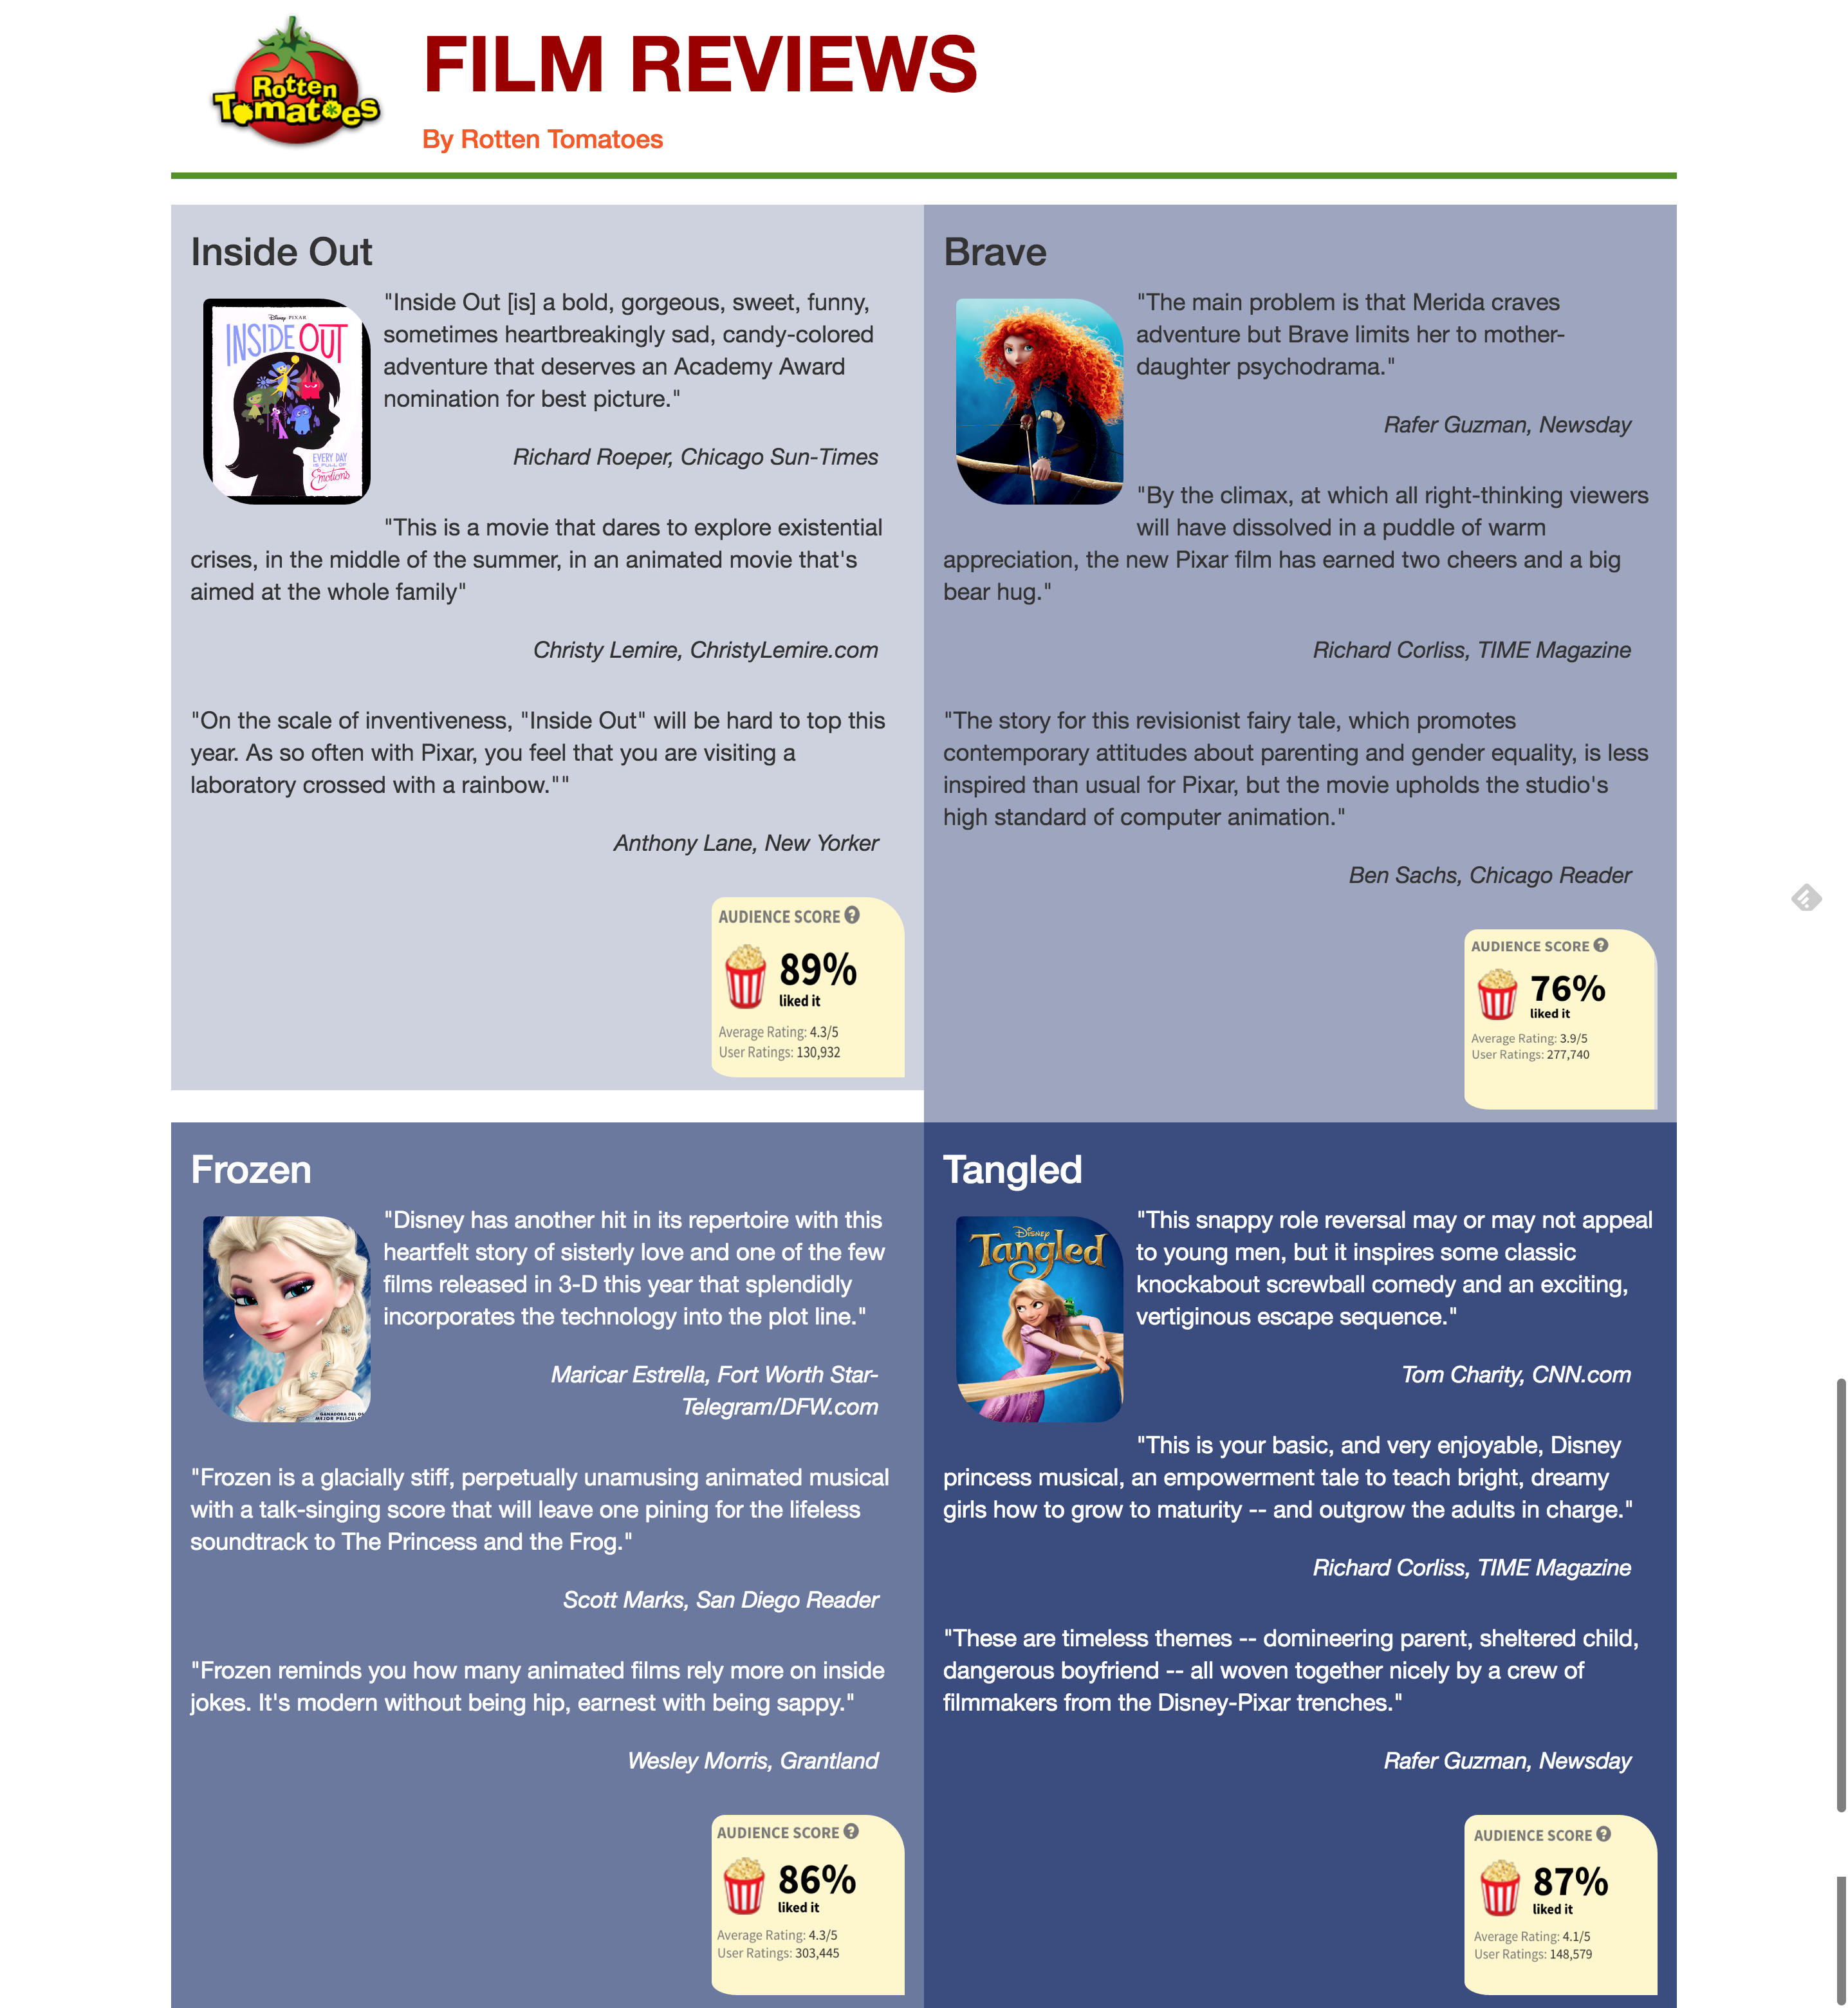 Rotten
Tomatoes
FILM REVIEWS
By Rotten Tomatoes
Inside Out
Disney PIXAR
INSIDE OUT
EVERY DAY
IS FULL OF
Emotions
"Inside Out [is] a bold, gorgeous, sweet, funny,
sometimes heartbreakingly sad, candy-colored
adventure that deserves an Academy Award
nomination for best picture."
Richard Roeper, Chicago Sun-Times
"This is a movie that dares to explore existential
crises, in the middle of the summer, in an animated movie that's
aimed at the whole family"
Christy Lemire, ChristyLemire.com
"On the scale of inventiveness, "Inside Out" will be hard to top this
year. As so often with Pixar, you feel that you are visiting a
laboratory crossed with a rainbow.""
Anthony Lane, New Yorker
AUDIENCE SCORE ?
89%
liked it
Average Rating: 4.3/5
User Ratings: 130,932
Brave
"The main problem is that Merida craves
adventure but Brave limits her to mother-
daughter psychodrama."
Rafer Guzman, Newsday
"By the climax, at which all right-thinking viewers
will have dissolved in a puddle of warm
appreciation, the new Pixar film has earned two cheers and a big
bear hug."
Richard Corliss, TIME Magazine
"The story for this revisionist fairy tale, which promotes
contemporary attitudes about parenting and gender equality, is less
inspired than usual for Pixar, but the movie upholds the studio's
high standard of computer animation."
Ben Sachs, Chicago Reader
AUDIENCE SCORE ?
76%
liked it
Average Rating: 3.9/5
User Ratings: 277,740
Frozen
GANADORA DEL
MEJOR PELÍCULA
"Disney has another hit in its repertoire with this
heartfelt story of sisterly love and one of the few
films released in 3-D this year that splendidly
incorporates the technology into the plot line."
Maricar Estrella, Fort Worth Star-
Telegram/DFW.com
"Frozen is a glacially stiff, perpetually unamusing animated musical
with a talk-singing score that will leave one pining for the lifeless
soundtrack to The Princess and the Frog."
Scott Marks, San Diego Reader
"Frozen reminds you how many animated films rely more on inside
jokes. It's modern without being hip, earnest with being sappy."
Wesley Morris, Grantland
AUDIENCE SCORE ?
86%
liked it
Average Rating: 4.3/5
User Ratings: 303,445
Tangled
Disney
Tangled
"This snappy role reversal may or may not appeal
to young men, but it inspires some classic
knockabout screwball comedy and an exciting,
vertiginous escape sequence."
Tom Charity, CNN.com
"This is your basic, and very enjoyable, Disney
princess musical, an empowerment tale to teach bright, dreamy
girls how to grow to maturity -- and outgrow the adults in charge."
Richard Corliss, TIME Magazine
"These are timeless themes -- domineering parent, sheltered child,
dangerous boyfriend -- all woven together nicely by a crew of
filmmakers from the Disney-Pixar trenches."
Rafer Guzman, Newsday
AUDIENCE SCORE ?
87%
liked it
Average Rating: 4.1/5
User Ratings: 148,579